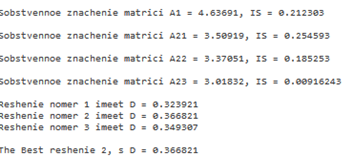 Sobstvennoe znachenie matrici A1 = 4.63691, IS = 0.212303
Sobstvennoe znachenie matrici A21 = 3.50919, IS = 0.254593
Sobstvennoe znachenie matrici A22 = 3.37051, IS = 0.185253
Sobstvennoe znachenie matrici A23 = 3.01832, IS = 0.00916243
Reshenie nomer 1 imeet D = 0.323921
Reshenie nomer 2 imeet D = 0.366821
Reshenie nomer 3 imeet D = 0.349307
The Best reshenie 2, s D = 0.366821